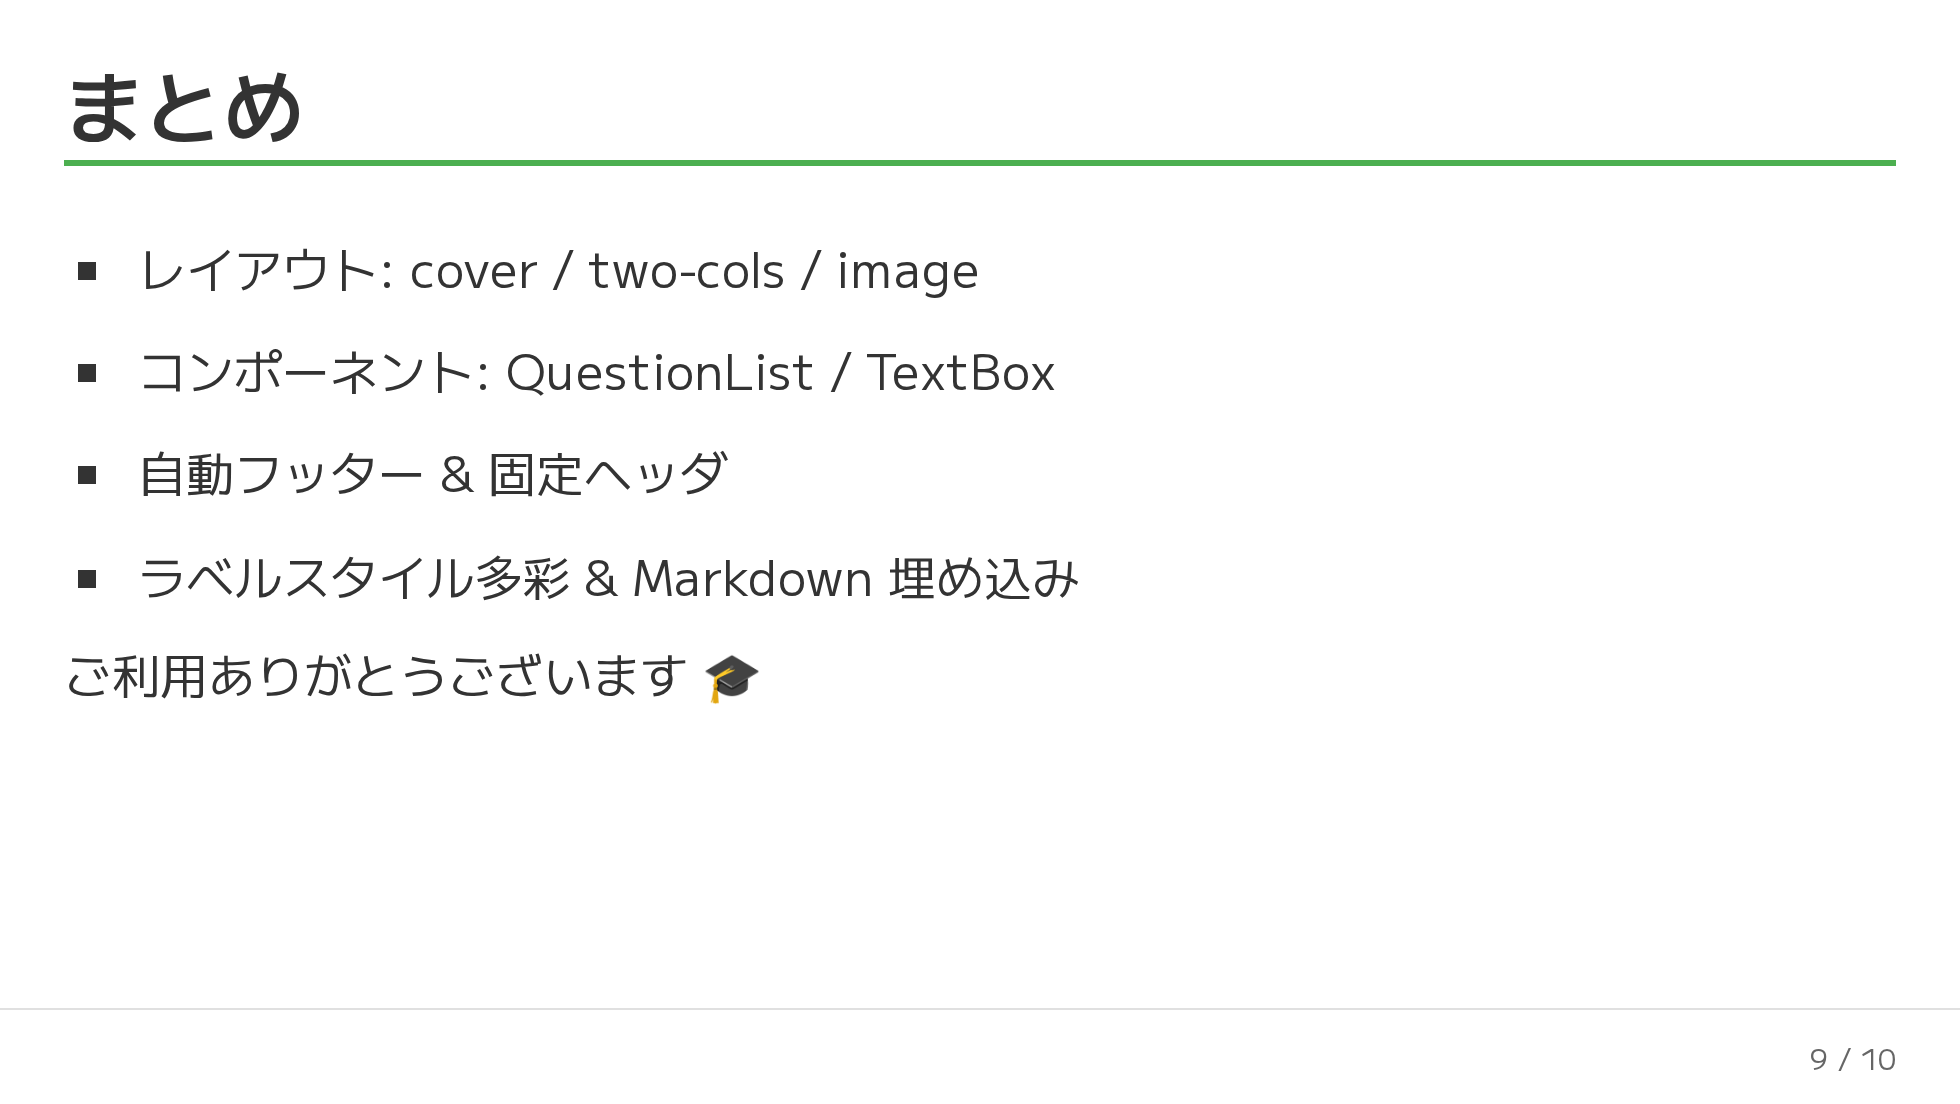 まとめ
▪ レイアウト: cover / two-cols / image
▪ コンポーネント: QuestionList / TextBox
▪ 自動フッター & 固定ヘッダ
▪ ラベルスタイル多彩 & Markdown 埋め込み
ご利用ありがとうございます 🎓
9 / 10